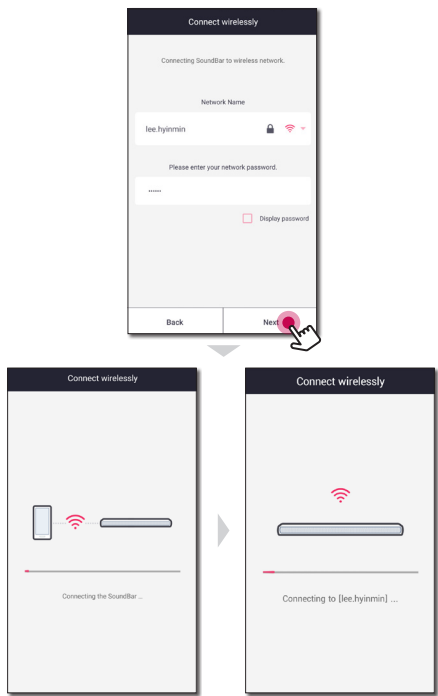 Connect wirelessly
Connecting SoundBar to wireless network.
Network Name
lee.hyinmin
Please enter your network password.
······
Display password
Back
Next
Connect wirelessly
Connecting the SoundBar ...
Connect wirelessly
Connecting to [lee.hyinmin] ...